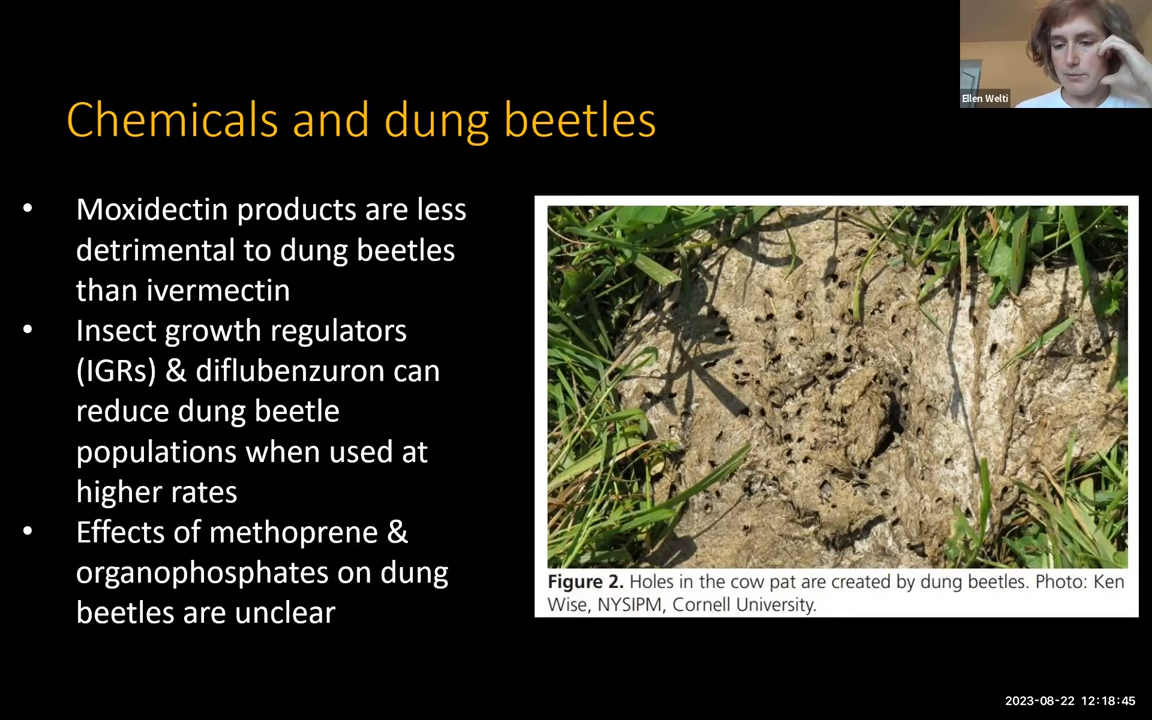 Ellen Welti
Chemicals and dung beetles
• Moxidectin products are less
detrimental to dung beetles
than ivermectin
• Insect growth regulators
(IGRs) & diflubenzuron can
reduce dung beetle
populations when used at
higher rates
• Effects of methoprene &
organophosphates on dung
beetles are unclear
Figure 2. Holes in the cow pat are created by dung beetles. Photo: Ken
Wise, NYSIPM, Cornell University.
2023-08-22 12:18:45